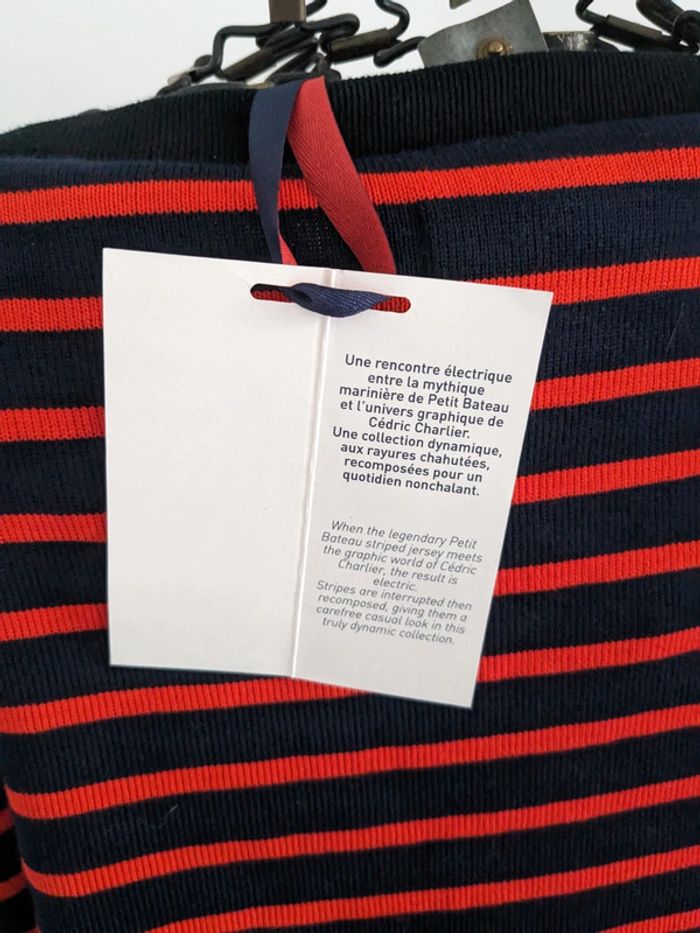 Une rencontre électrique
entre la mythique
marinière de Petit Bateau
et l'univers graphique de
Cédric Charlier.
Une collection dynamique,
aux rayures chahutées,
recomposées pour un
quotidien nonchalant.
When the legendary Petit
Bateau striped jersey meets
the graphic world of Cédric
Charlier, the result is
electric.
Stripes are interrupted then
recomposed, giving them a
carefree casual look in this
truly dynamic collection.